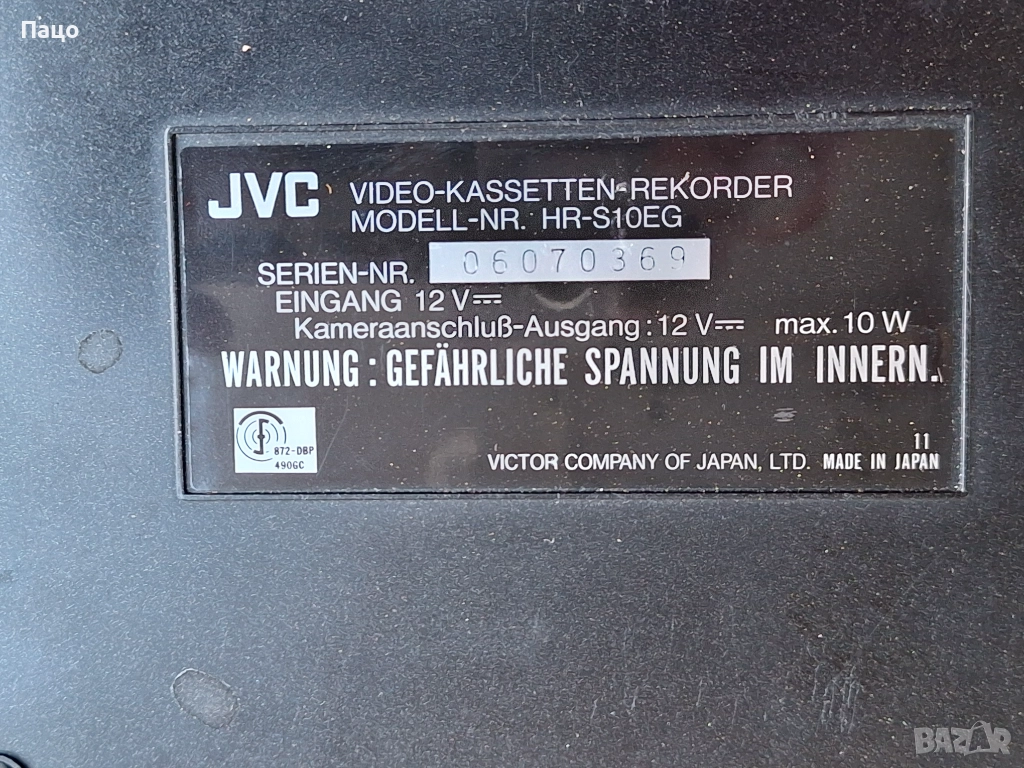 Пацо
JVC VIDEO-KASSETTEN-REKORDER
MODELL-NR. HR-S10EG
SERIEN-NR. 06070369
EINGANG 12 V⎓
Kameraanschluß-Ausgang: 12 V⎓ max. 10 W
WARNUNG : GEFÄHRLICHE SPANNUNG IM INNERN.
872-DBP
490GC
11
VICTOR COMPANY OF JAPAN, LTD. MADE IN JAPAN
BAZAR